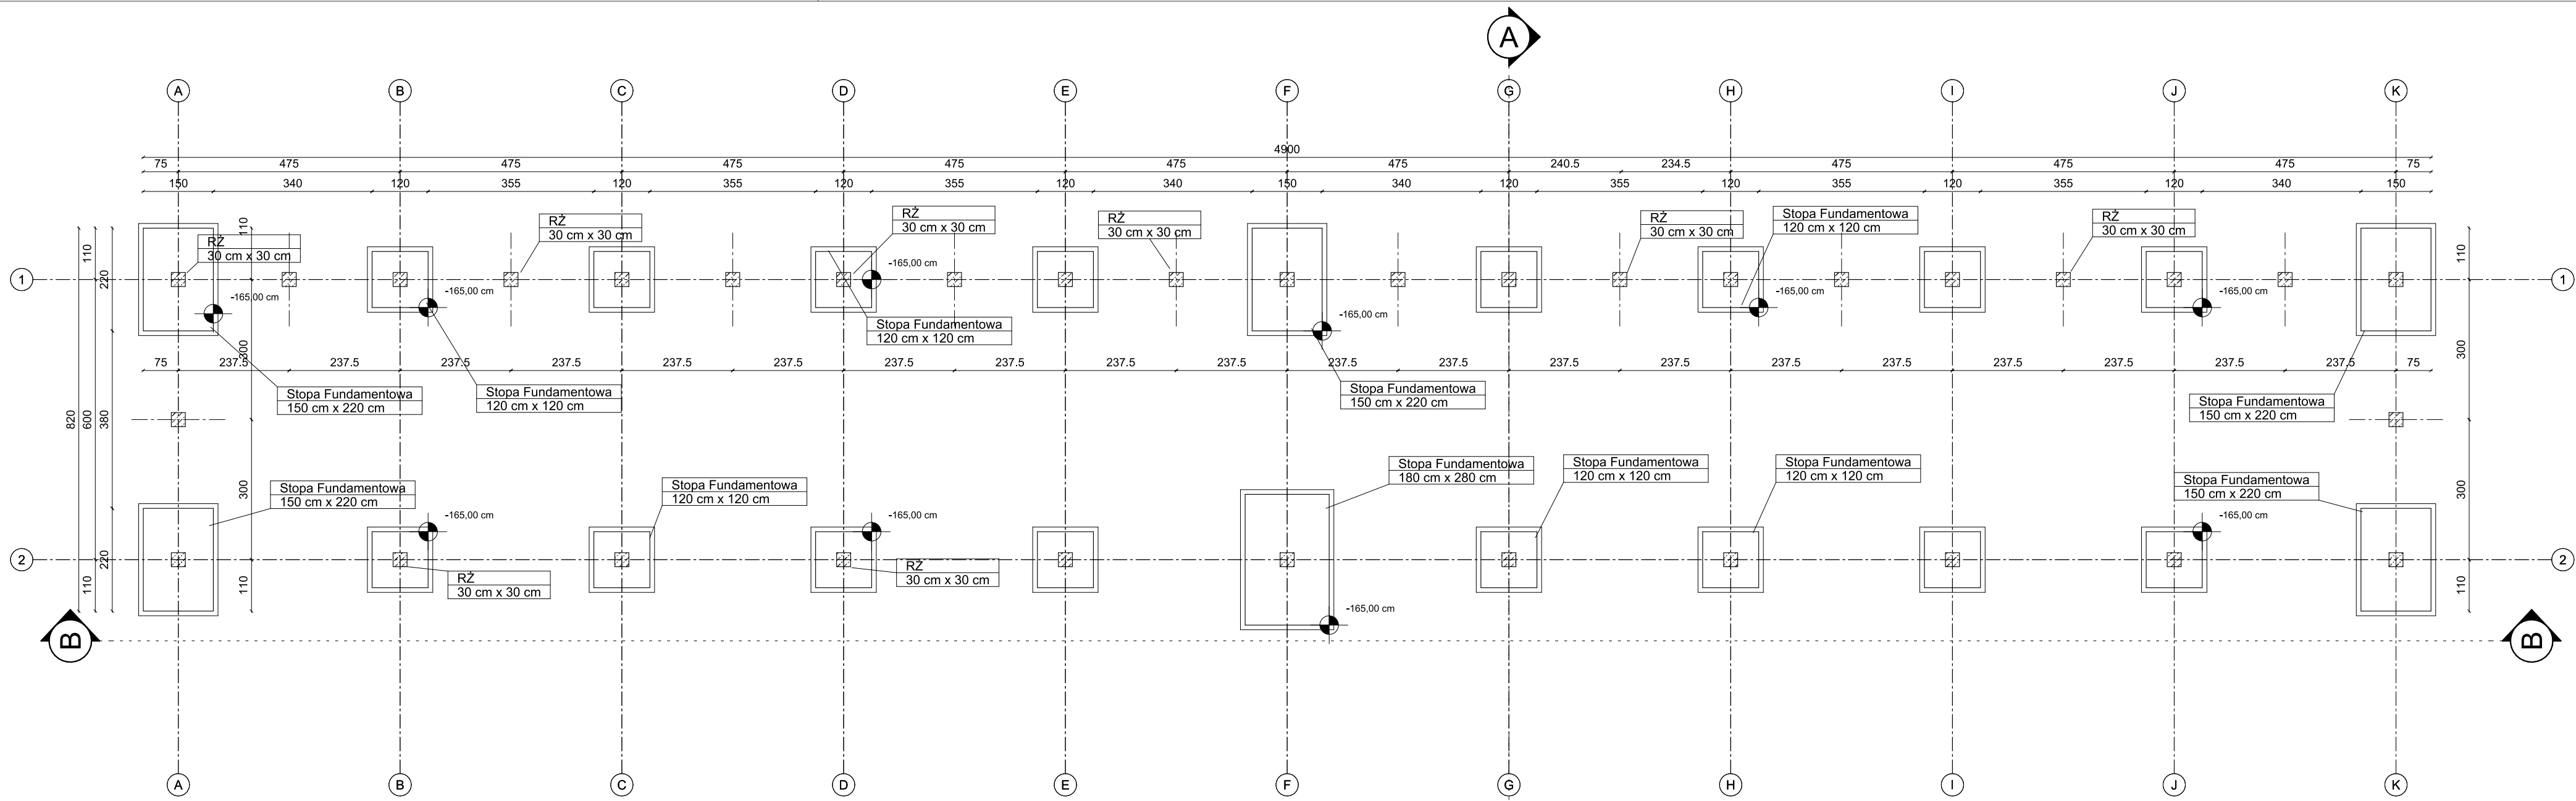 A
A B C D E F G H I J K
4900
75 475 475 475 475 475 475 240.5 234.5 475 475 475 75
150 340 120 355 120 355 120 355 120 340 150 340 120 355 120 355 120 355 120 340 150
RŻ
30 cm x 30 cm
RŻ
30 cm x 30 cm
RŻ
30 cm x 30 cm
RŻ
30 cm x 30 cm
RŻ
30 cm x 30 cm
Stopa Fundamentowa
120 cm x 120 cm
RŻ
30 cm x 30 cm
110
110
220
110
1 1
-165,00 cm
-165,00 cm
-165,00 cm
-165,00 cm
-165,00 cm
-165,00 cm
Stopa Fundamentowa
120 cm x 120 cm
300
300
75 237.5 237.5 237.5 237.5 237.5 237.5 237.5 237.5 237.5 237.5 237.5 237.5 237.5 237.5 237.5 237.5 237.5 237.5 237.5 237.5 75
Stopa Fundamentowa
150 cm x 220 cm
Stopa Fundamentowa
120 cm x 120 cm
Stopa Fundamentowa
150 cm x 220 cm
Stopa Fundamentowa
150 cm x 220 cm
820
600
380
300
300
Stopa Fundamentowa
150 cm x 220 cm
Stopa Fundamentowa
120 cm x 120 cm
Stopa Fundamentowa
180 cm x 280 cm
Stopa Fundamentowa
120 cm x 120 cm
Stopa Fundamentowa
120 cm x 120 cm
Stopa Fundamentowa
150 cm x 220 cm
-165,00 cm
-165,00 cm
-165,00 cm
2 2
220
110
110
110
RŻ
30 cm x 30 cm
RŻ
30 cm x 30 cm
-165,00 cm
B B
A B C D E F G H I J K